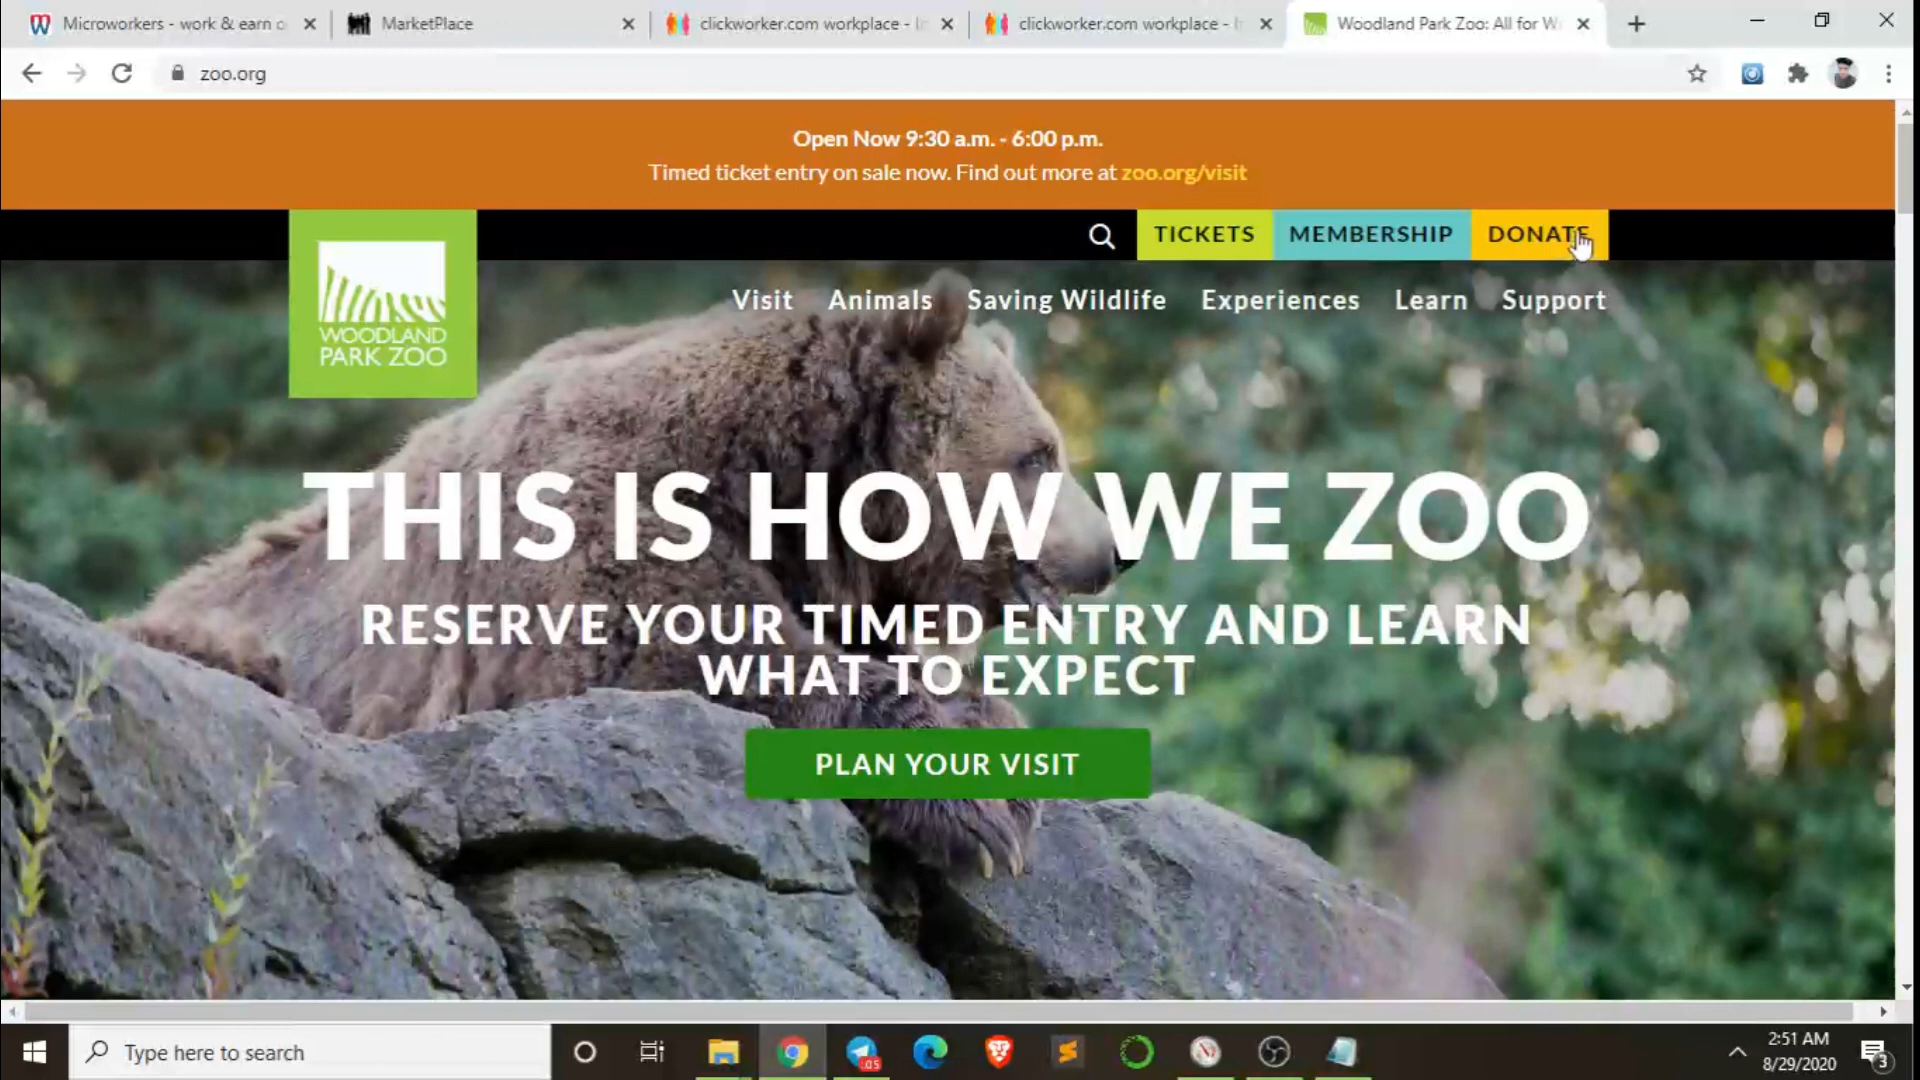 Microworkers - work & earn o
MarketPlace
clickworker.com workplace - I
clickworker.com workplace - I
Woodland Park Zoo: All for W
zoo.org
Open Now 9:30 a.m. - 6:00 p.m.
Timed ticket entry on sale now. Find out more at zoo.org/visit
TICKETS
MEMBERSHIP
DONATE
WOODLAND
PARK ZOO
Visit
Animals
Saving Wildlife
Experiences
Learn
Support
THIS IS HOW WE ZOO
RESERVE YOUR TIMED ENTRY AND LEARN
WHAT TO EXPECT
PLAN YOUR VISIT
Type here to search
.05
2:51 AM
8/29/2020
3